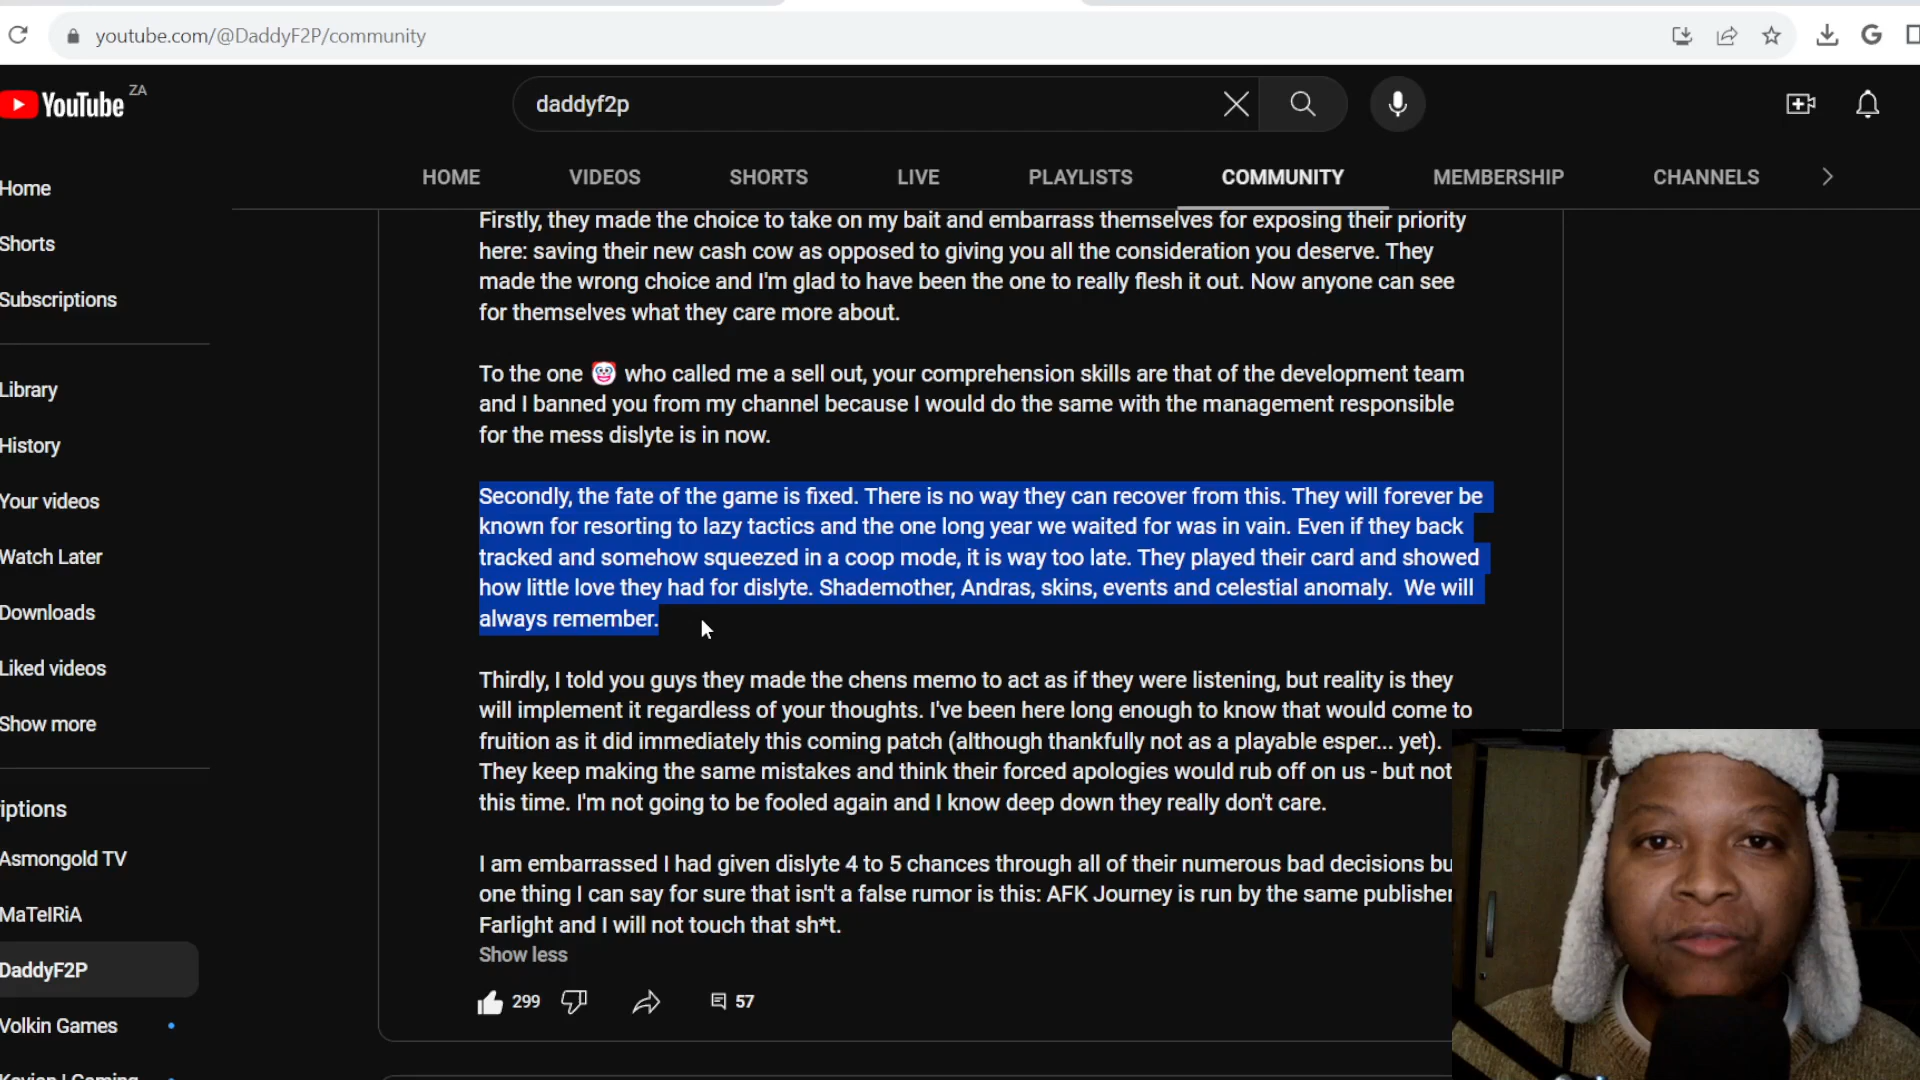 youtube.com/@DaddyF2P/community
YouTube ZA
daddyf2p
HOME VIDEOS SHORTS LIVE PLAYLISTS COMMUNITY MEMBERSHIP CHANNELS
Home
Shorts
Subscriptions
Library
History
Your videos
Watch Later
Downloads
Liked videos
Show more
iptions
Asmongold TV
MaTeIRiA
DaddyF2P
Volkin Games
Firstly, they made the choice to take on my bait and embarrass themselves for exposing their priority
here: saving their new cash cow as opposed to giving you all the consideration you deserve. They
made the wrong choice and I'm glad to have been the one to really flesh it out. Now anyone can see
for themselves what they care more about.
To the one 🤡 who called me a sell out, your comprehension skills are that of the development team
and I banned you from my channel because I would do the same with the management responsible
for the mess dislyte is in now.
Secondly, the fate of the game is fixed. There is no way they can recover from this. They will forever be
known for resorting to lazy tactics and the one long year we waited for was in vain. Even if they back
tracked and somehow squeezed in a coop mode, it is way too late. They played their card and showed
how little love they had for dislyte. Shademother, Andras, skins, events and celestial anomaly. We will
always remember.
Thirdly, I told you guys they made the chens memo to act as if they were listening, but reality is they
will implement it regardless of your thoughts. I've been here long enough to know that would come to
fruition as it did immediately this coming patch (although thankfully not as a playable esper... yet).
They keep making the same mistakes and think their forced apologies would rub off on us - but not
this time. I'm not going to be fooled again and I know deep down they really don't care.
I am embarrassed I had given dislyte 4 to 5 chances through all of their numerous bad decisions bu
one thing I can say for sure that isn't a false rumor is this: AFK Journey is run by the same publisher
Farlight and I will not touch that sh*t.
Show less
299 57